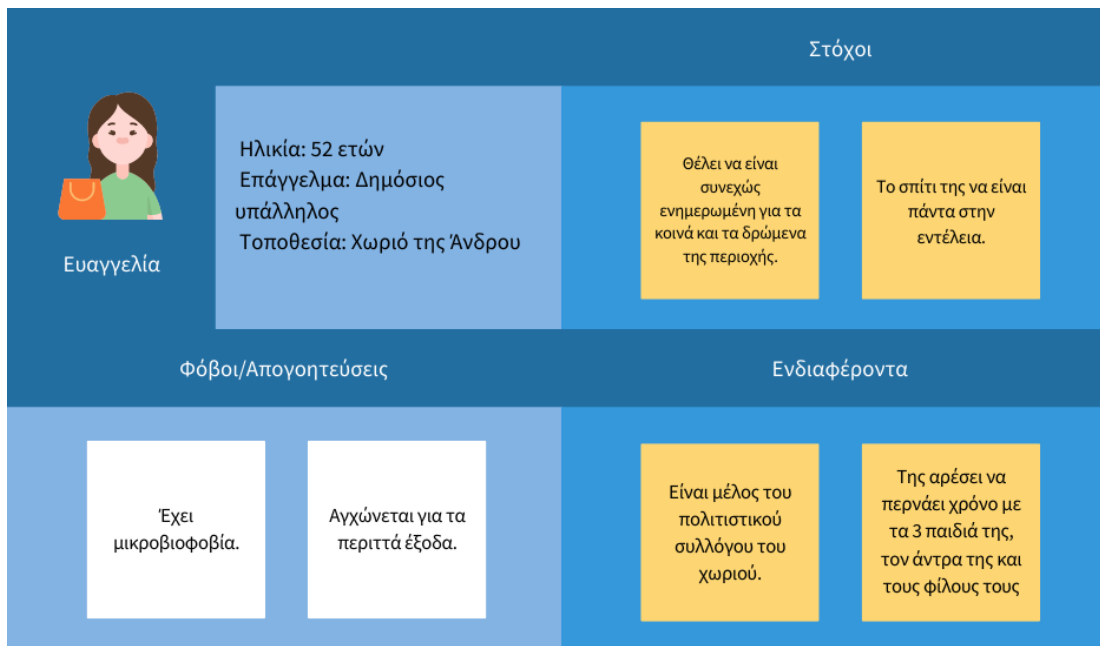 Στόχοι
Ευαγγελία
Ηλικία: 52 ετών
Επάγγελμα: Δημόσιος
υπάλληλος
Τοποθεσία: Χωριό της Άνδρου
Θέλει να είναι
συνεχώς
ενημερωμένη για τα
κοινά και τα δρώμενα
της περιοχής.
Το σπίτι της να είναι
πάντα στην
εντέλεια.
Φόβοι/Απογοητεύσεις
Έχει
μικροβιοφοβία.
Αγχώνεται για τα
περιττά έξοδα.
Ενδιαφέροντα
Είναι μέλος του
πολιτιστικού
συλλόγου του
χωριού.
Της αρέσει να
περνάει χρόνο με
τα 3 παιδιά της,
τον άντρα της και
τους φίλους τους